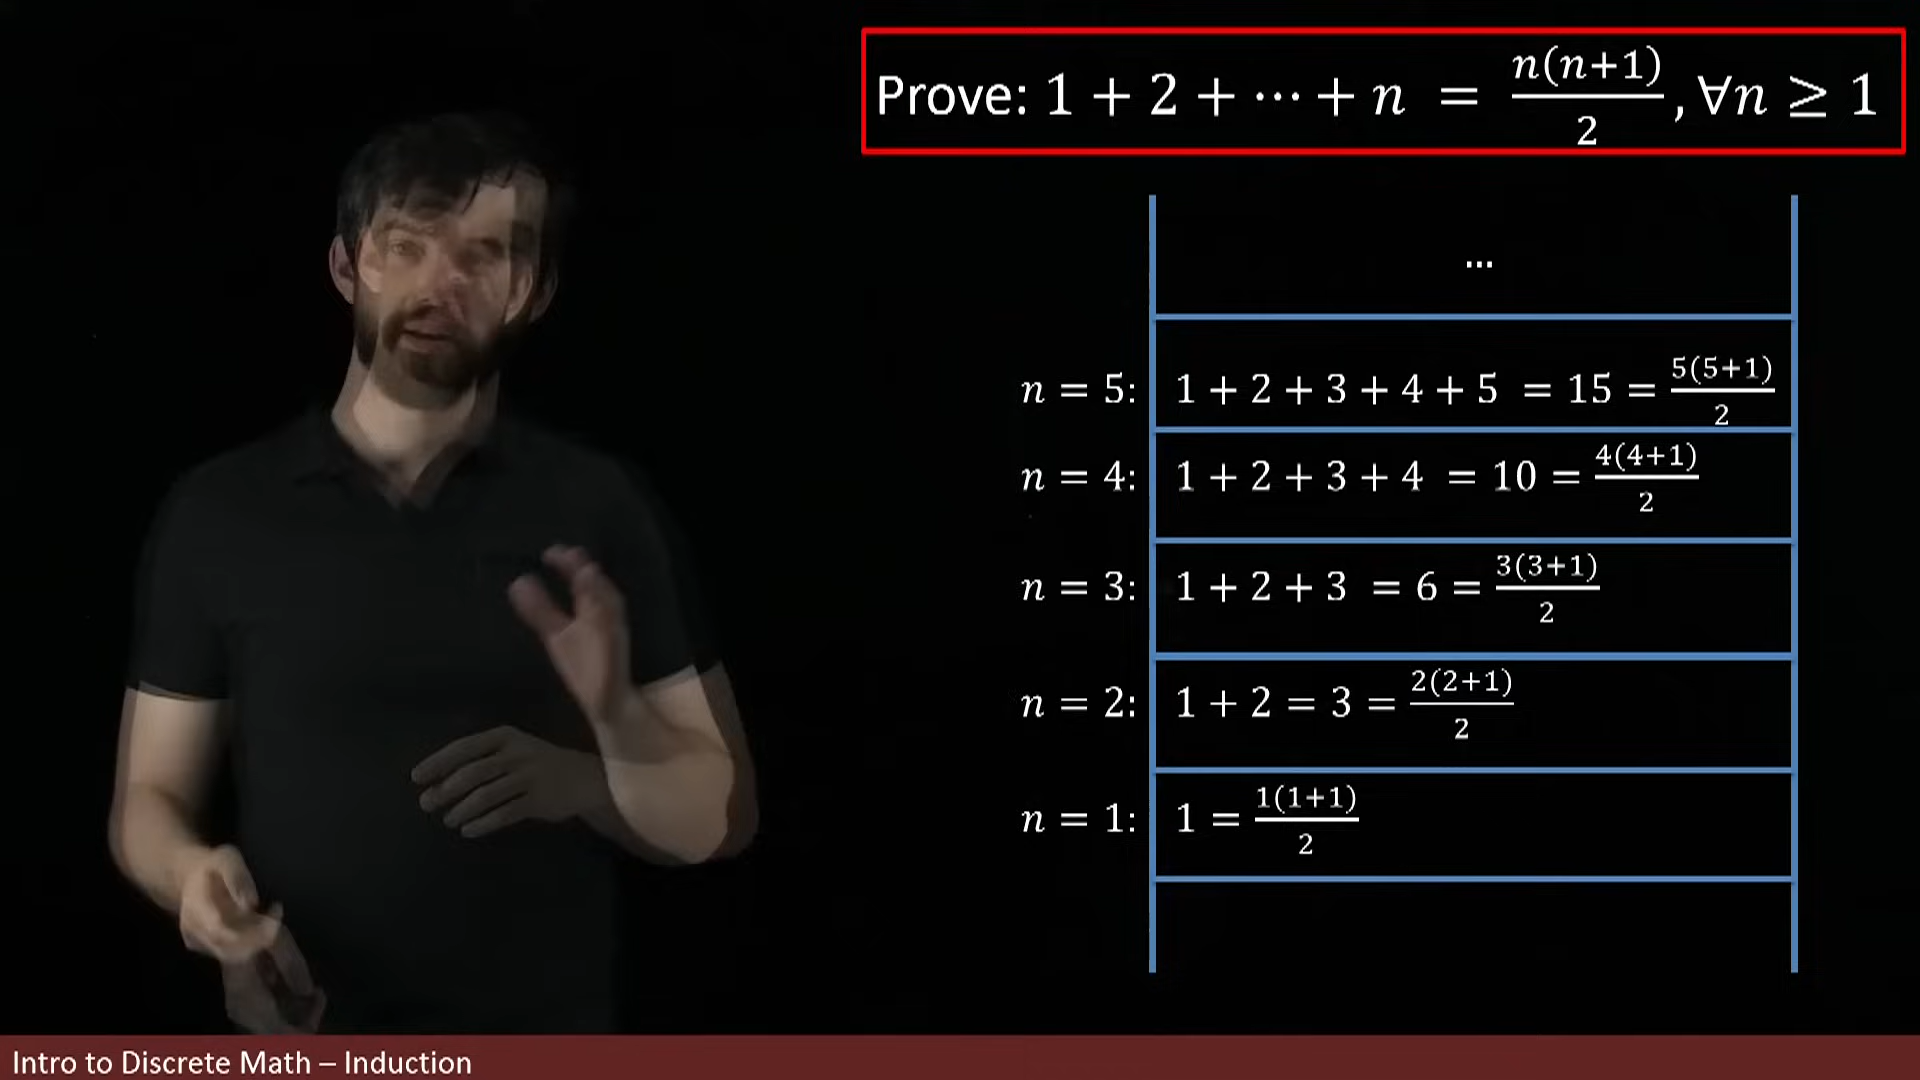 Prove: 1 + 2 + ⋯ + n = n(n+1)/2, ∀n ≥ 1
...
n = 5: 1 + 2 + 3 + 4 + 5 = 15 = 5(5+1)/2
n = 4: 1 + 2 + 3 + 4 = 10 = 4(4+1)/2
n = 3: 1 + 2 + 3 = 6 = 3(3+1)/2
n = 2: 1 + 2 = 3 = 2(2+1)/2
n = 1: 1 = 1(1+1)/2
Intro to Discrete Math – Induction